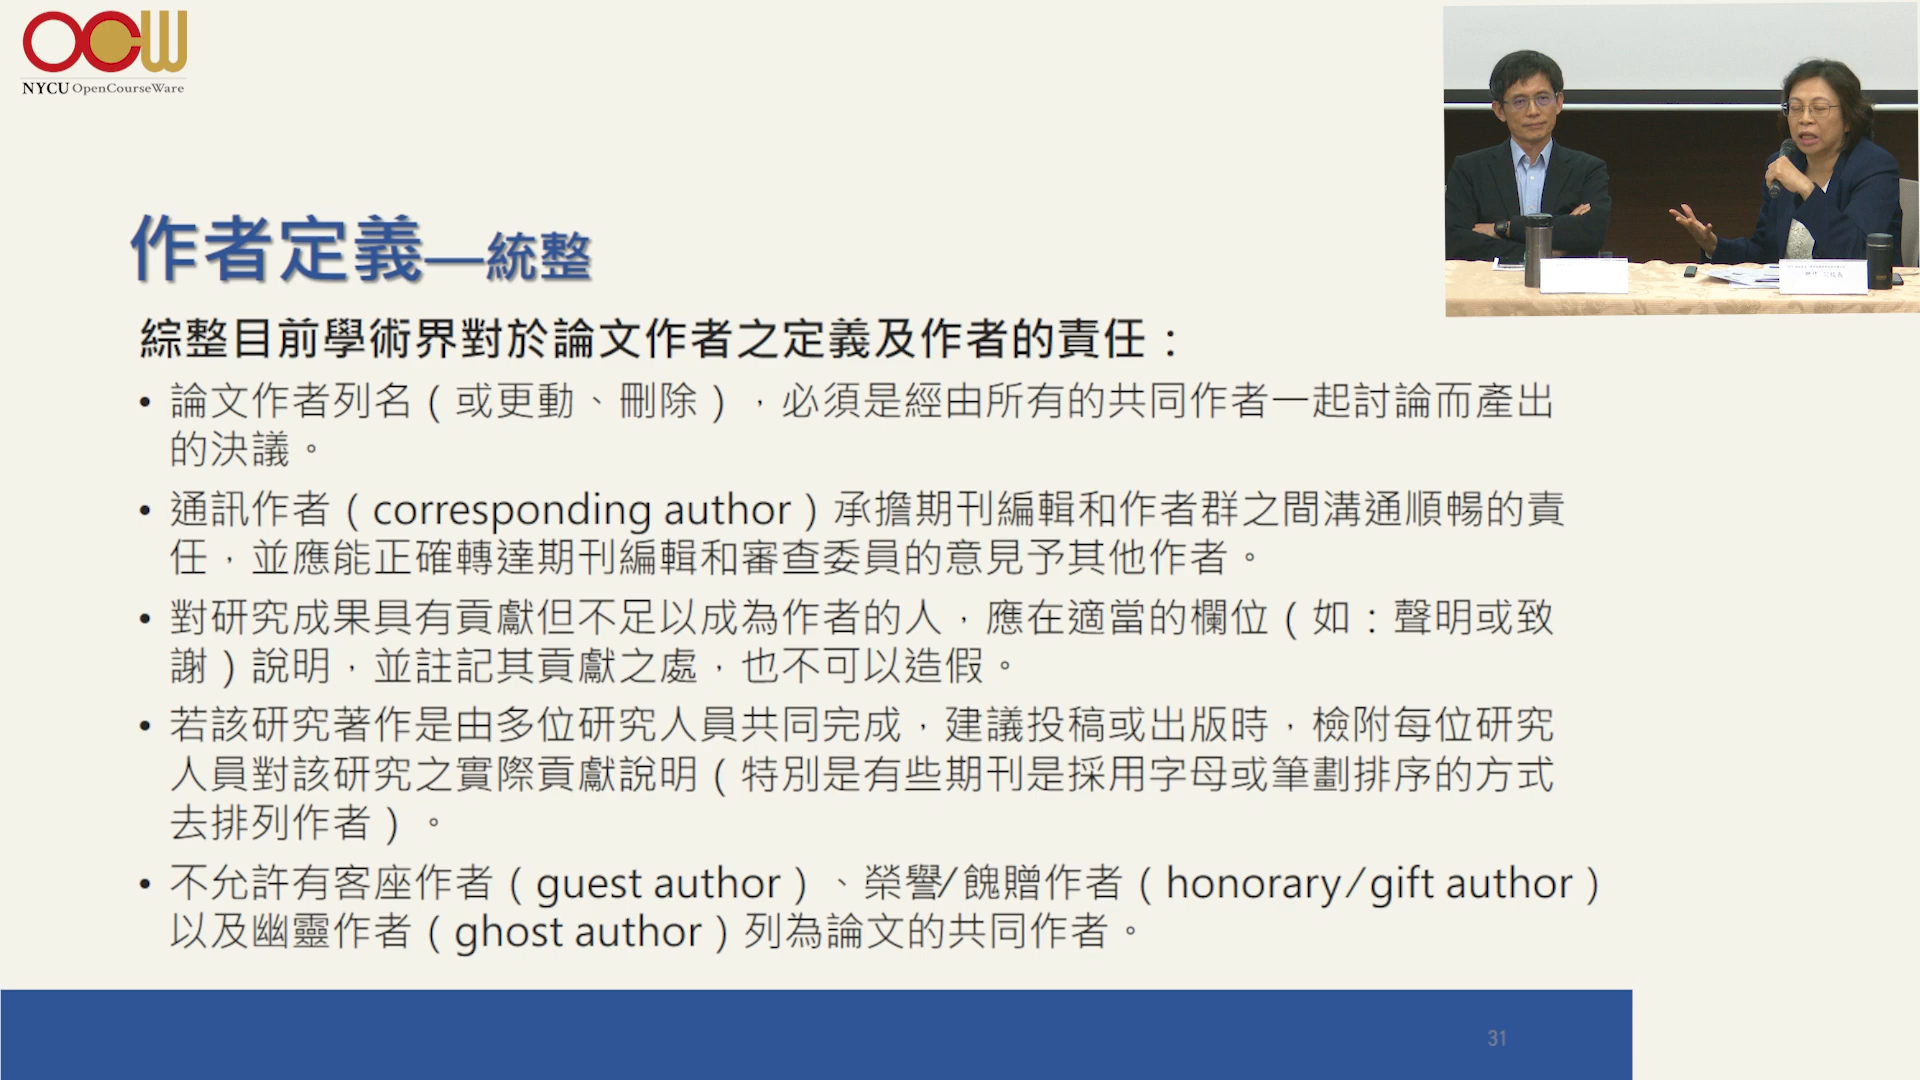 OCW
NYCU OpenCourseWare
作者定義—統整
綜整目前學術界對於論文作者之定義及作者的責任：
• 論文作者列名（或更動、刪除），必須是經由所有的共同作者一起討論而產出
的決議。
• 通訊作者（corresponding author）承擔期刊編輯和作者群之間溝通順暢的責
任，並應能正確轉達期刊編輯和審查委員的意見予其他作者。
• 對研究成果具有貢獻但不足以成為作者的人，應在適當的欄位（如：聲明或致
謝）說明，並註記其貢獻之處，也不可以造假。
• 若該研究著作是由多位研究人員共同完成，建議投稿或出版時，檢附每位研究
人員對該研究之實際貢獻說明（特別是有些期刊是採用字母或筆劃排序的方式
去排列作者）。
• 不允許有客座作者（guest author）、榮譽/餽贈作者（honorary/gift author）
以及幽靈作者（ghost author）列為論文的共同作者。
31